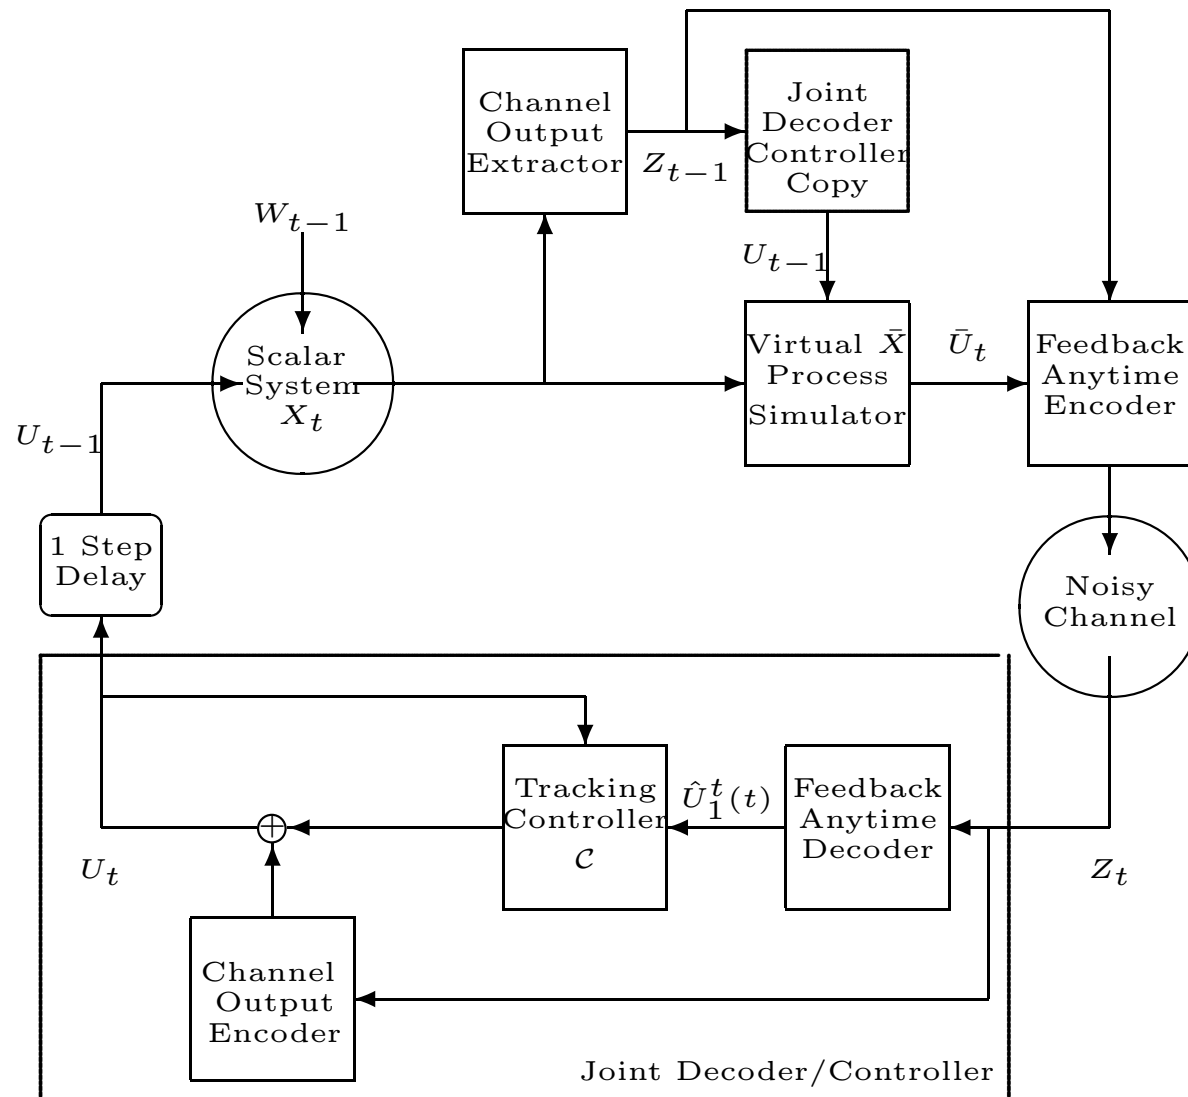 Channel
Output
Extractor
Z_{t−1}
Joint
Decoder
Controller
Copy
W_{t−1}
U_{t−1}
Scalar
System
X_t
Virtual X̄
Process
Simulator
Ū_t
Feedback
Anytime
Encoder
U_{t−1}
1 Step
Delay
Noisy
Channel
Tracking
Controller
𝒞
Û_1^t(t)
Feedback
Anytime
Decoder
+
U_t
Z_t
Channel
Output
Encoder
Joint Decoder/Controller